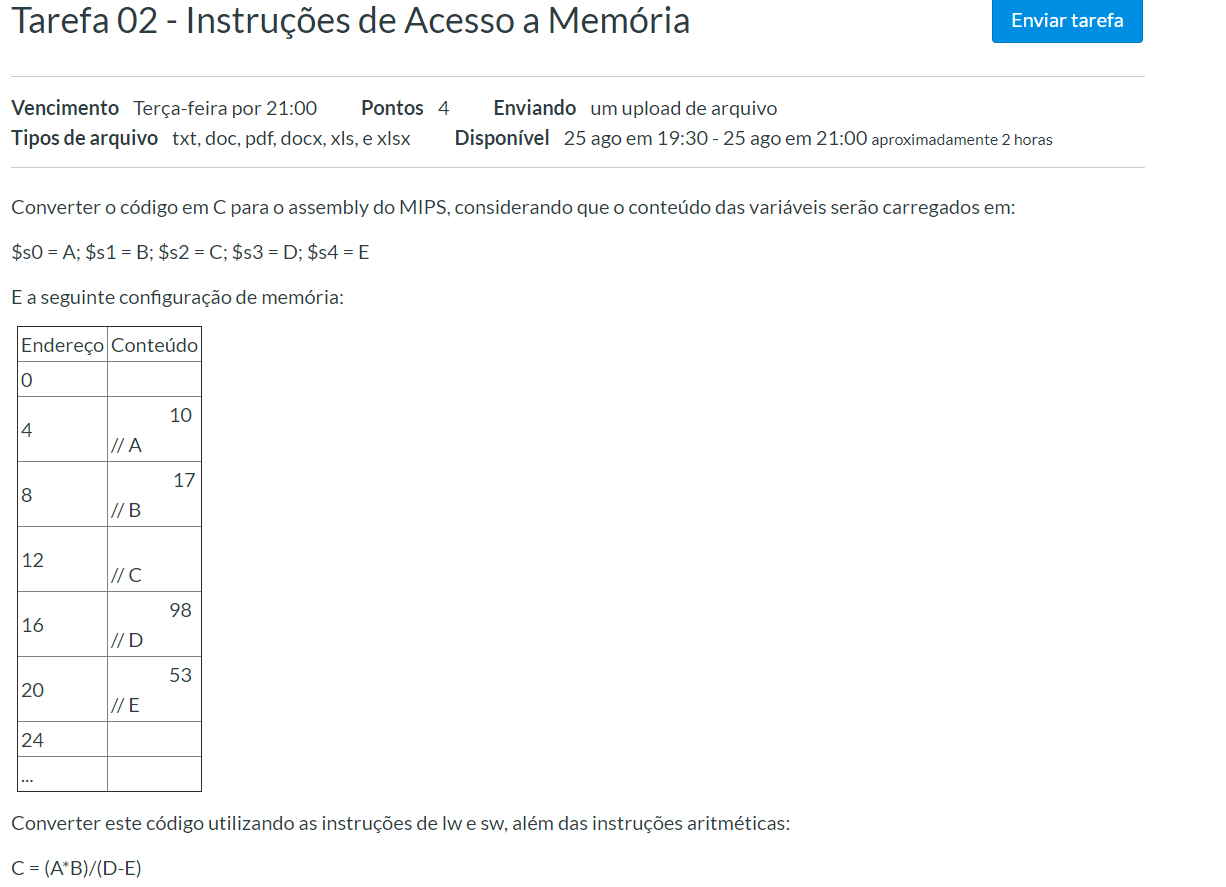 Tarefa 02 - Instruções de Acesso a Memória
Enviar tarefa
Vencimento Terça-feira por 21:00 Pontos 4 Enviando um upload de arquivo
Tipos de arquivo txt, doc, pdf, docx, xls, e xlsx Disponível 25 ago em 19:30 - 25 ago em 21:00 aproximadamente 2 horas
Converter o código em C para o assembly do MIPS, considerando que o conteúdo das variáveis serão carregados em:
$s0 = A; $s1 = B; $s2 = C; $s3 = D; $s4 = E
E a seguinte configuração de memória:
Endereço Conteúdo
0
4 10
// A
8 17
// B
12
// C
16 98
// D
20 53
// E
24
...
Converter este código utilizando as instruções de lw e sw, além das instruções aritméticas:
C = (A*B)/(D-E)